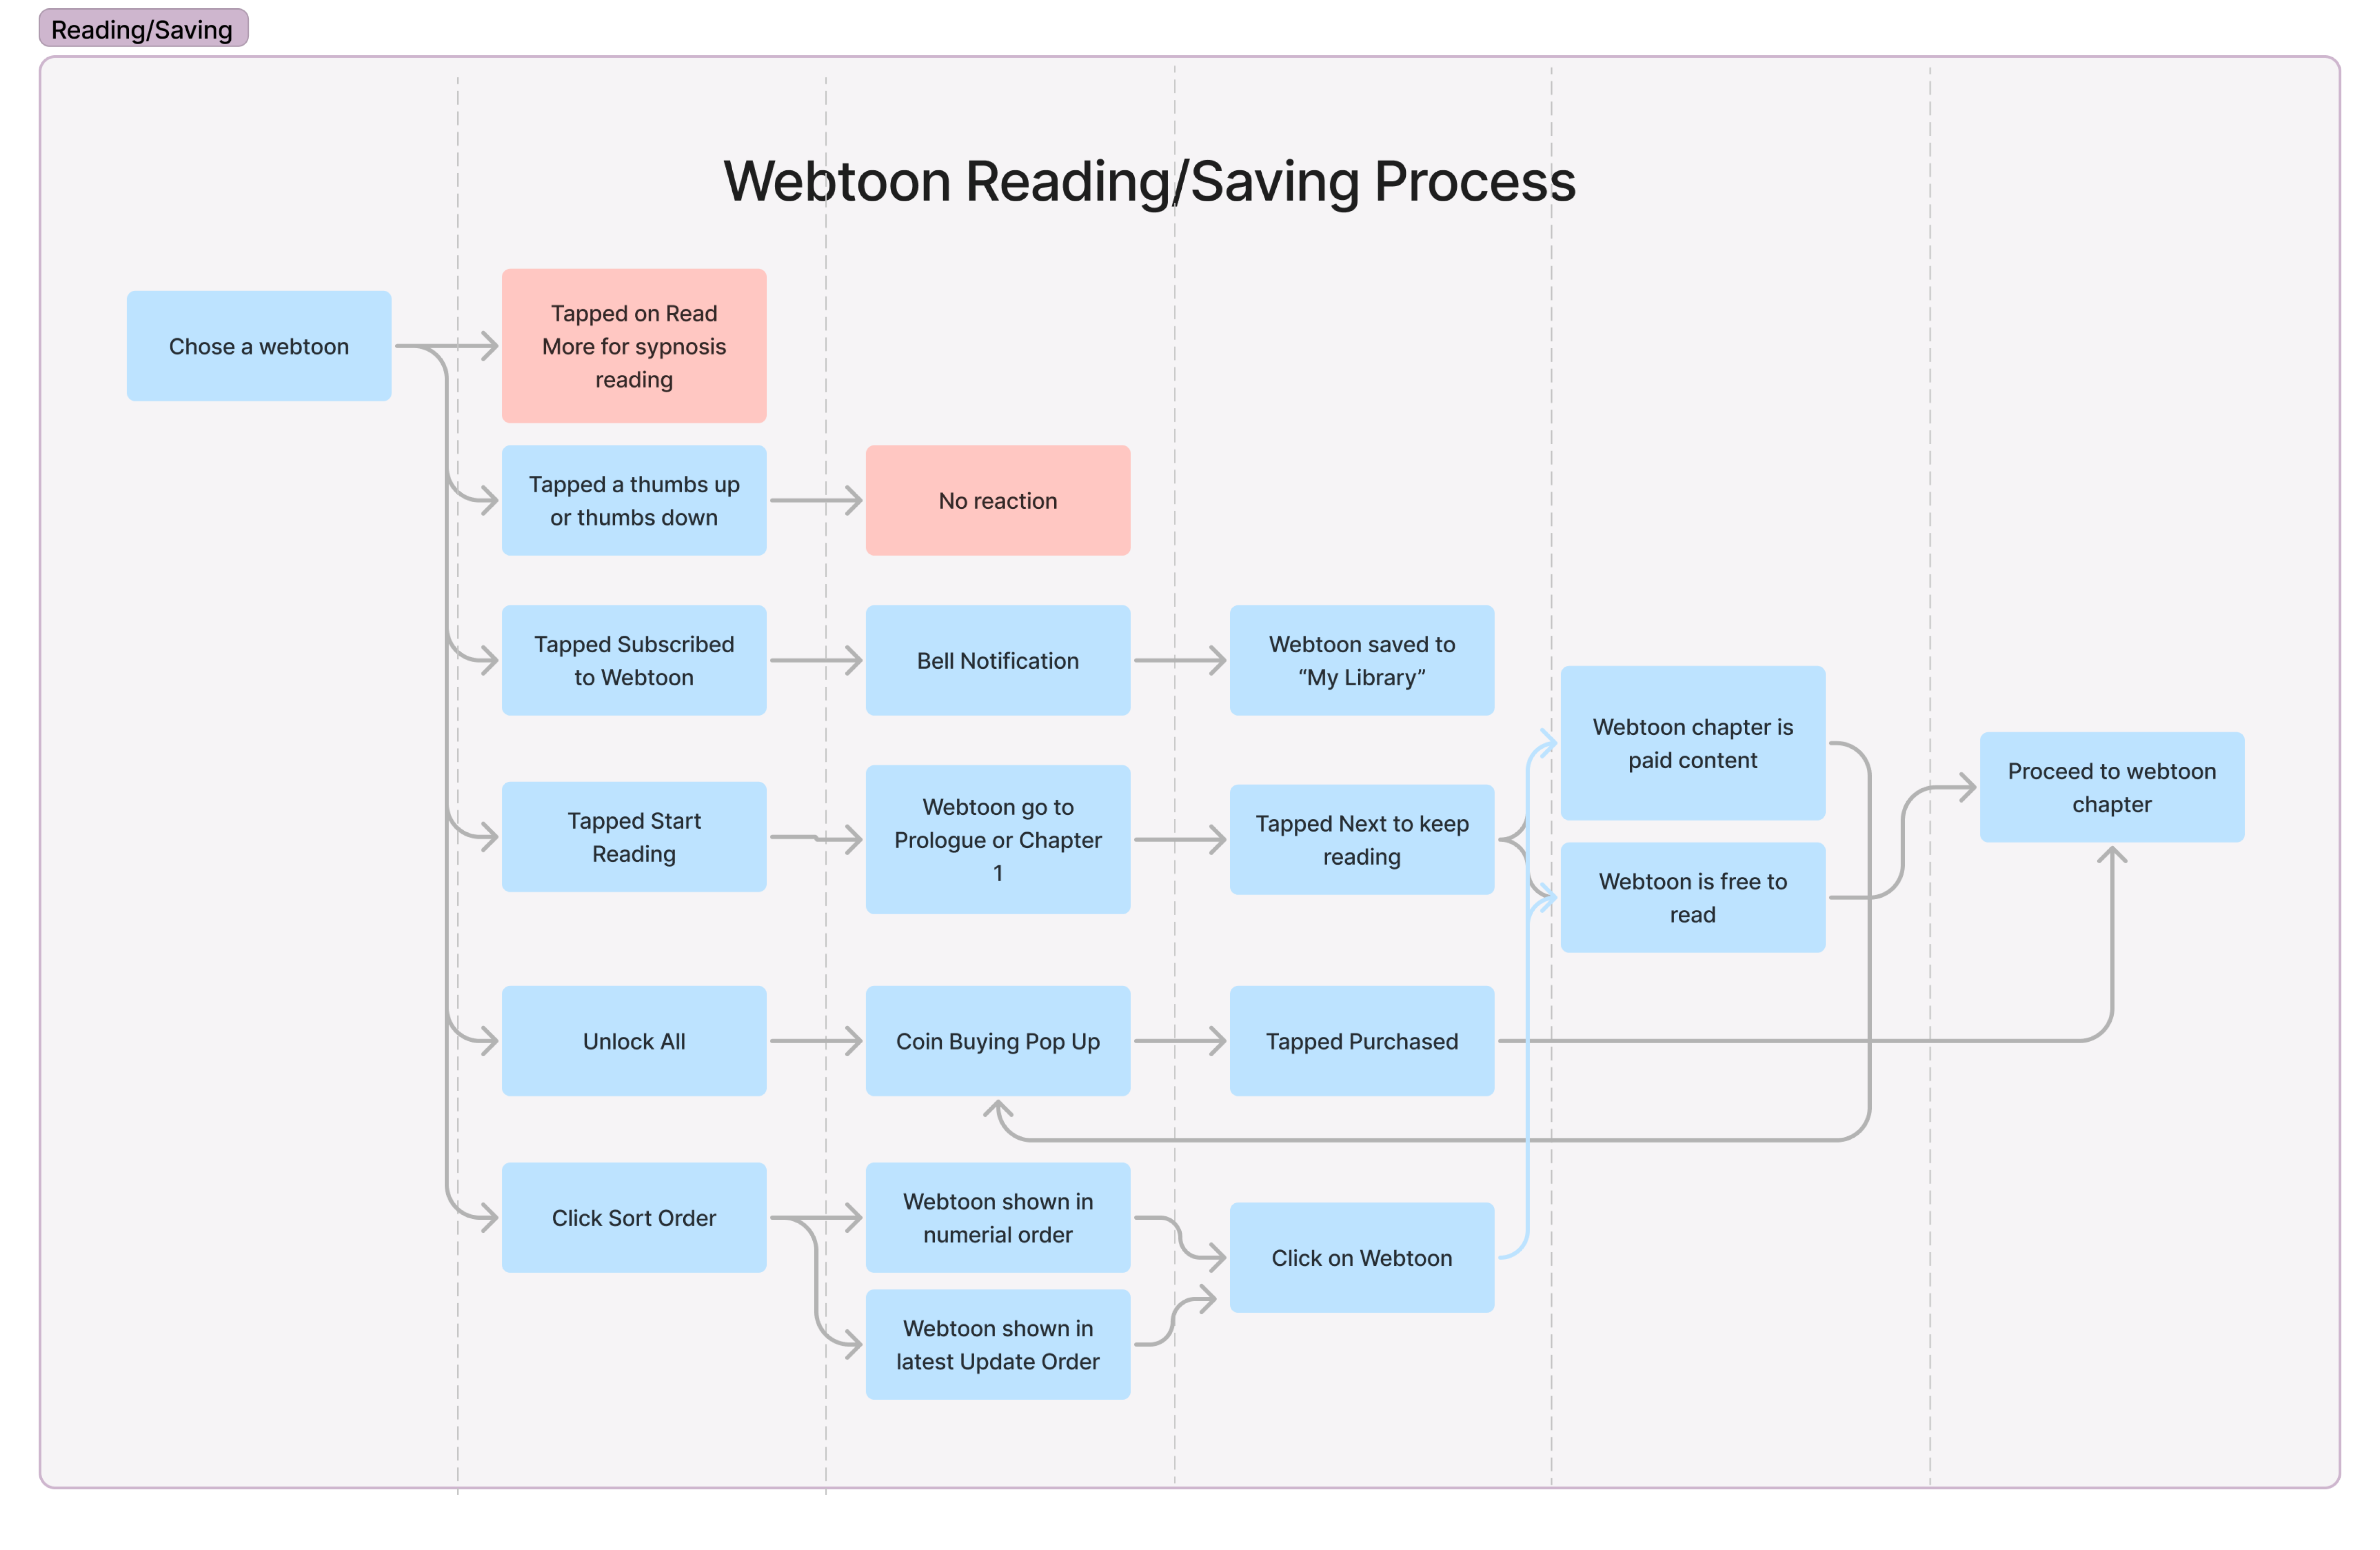 Reading/Saving
Webtoon Reading/Saving Process
Chose a webtoon
Tapped on Read
More for sypnosis
reading
Tapped a thumbs up
or thumbs down
No reaction
Tapped Subscribed
to Webtoon
Bell Notification
Webtoon saved to
“My Library”
Tapped Start
Reading
Webtoon go to
Prologue or Chapter
1
Tapped Next to keep
reading
Webtoon chapter is
paid content
Webtoon is free to
read
Proceed to webtoon
chapter
Unlock All
Coin Buying Pop Up
Tapped Purchased
Click Sort Order
Webtoon shown in
numerial order
Webtoon shown in
latest Update Order
Click on Webtoon